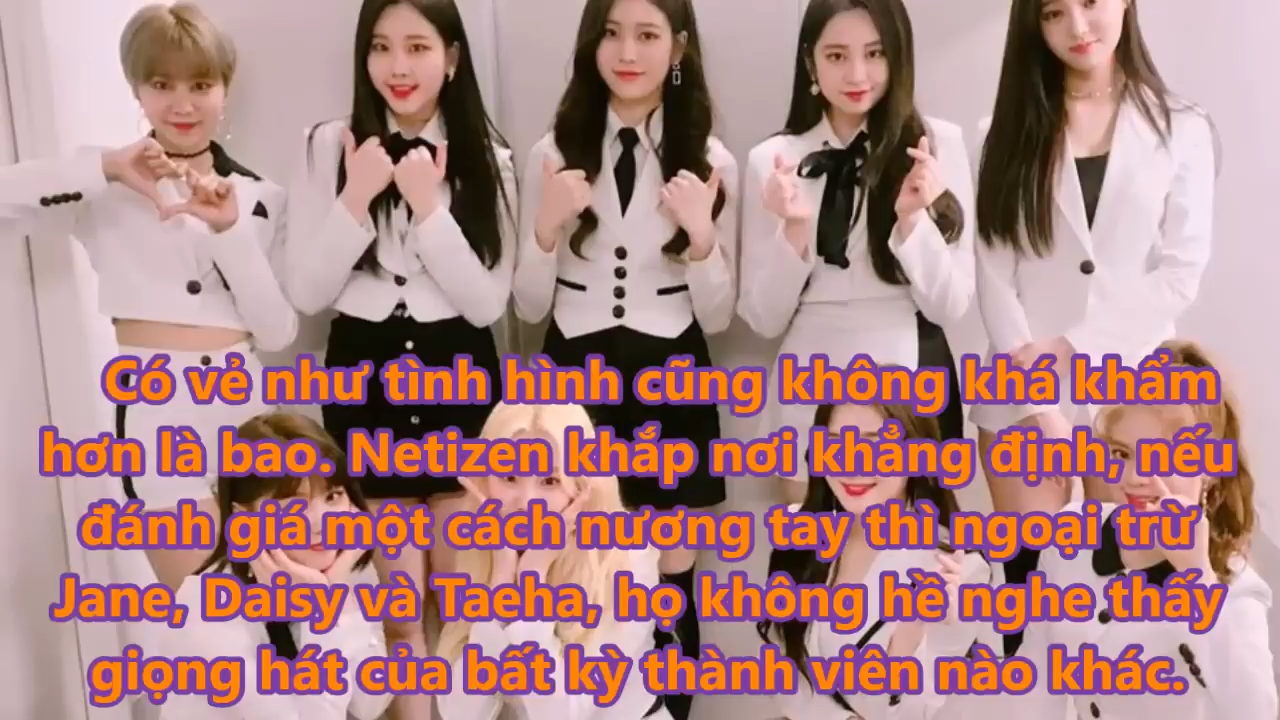 Có vẻ như tình hình cũng không khá khẩm
hơn là bao. Netizen khắp nơi khẳng định, nếu
đánh giá một cách nương tay thì ngoại trừ
Jane, Daisy và Taeha, họ không hề nghe thấy
giọng hát của bất kỳ thành viên nào khác.